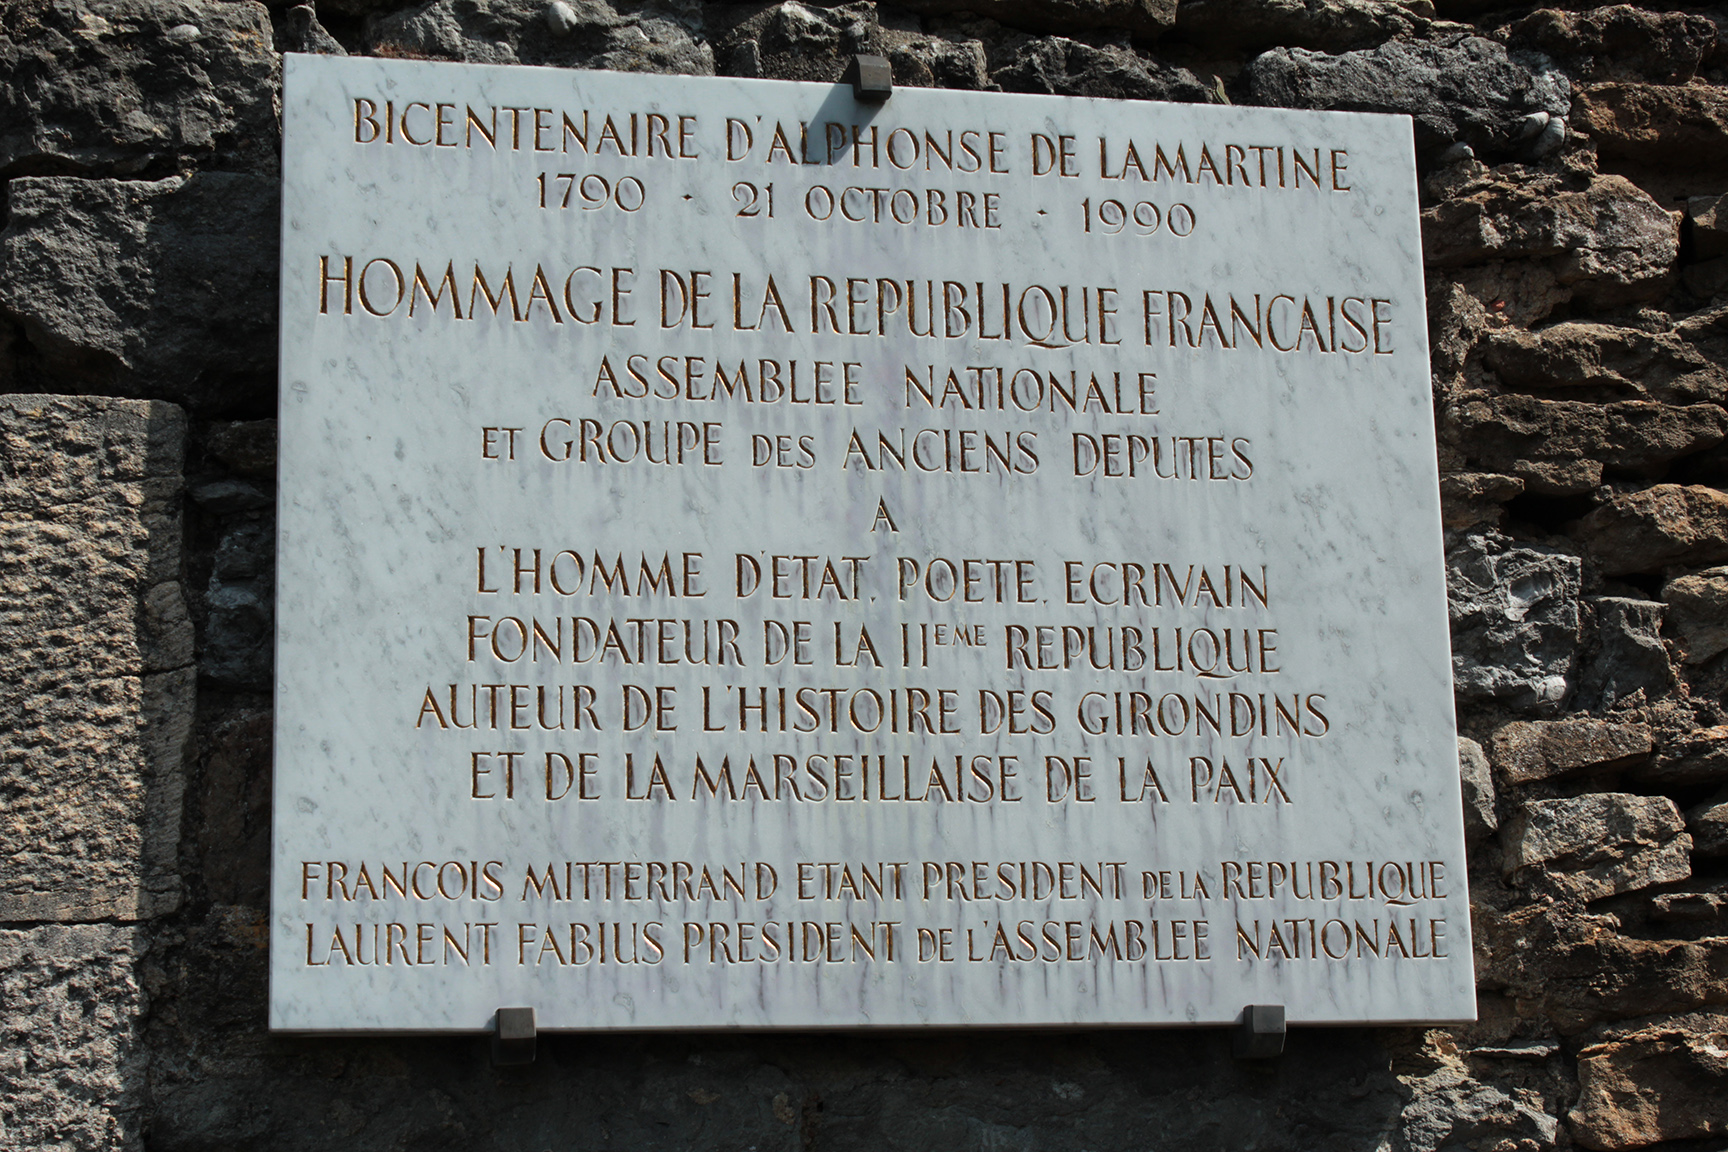 BICENTENAIRE D'ALPHONSE DE LAMARTINE
1790 · 21 OCTOBRE · 1990
HOMMAGE DE LA REPUBLIQUE FRANCAISE
ASSEMBLEE NATIONALE
ET GROUPE DES ANCIENS DEPUTES
A
L'HOMME D'ETAT. POETE. ECRIVAIN
FONDATEUR DE LA IIEME REPUBLIQUE
AUTEUR DE L'HISTOIRE DES GIRONDINS
ET DE LA MARSEILLAISE DE LA PAIX
FRANCOIS MITTERRAND ETANT PRESIDENT DE LA REPUBLIQUE
LAURENT FABIUS PRESIDENT DE L'ASSEMBLEE NATIONALE